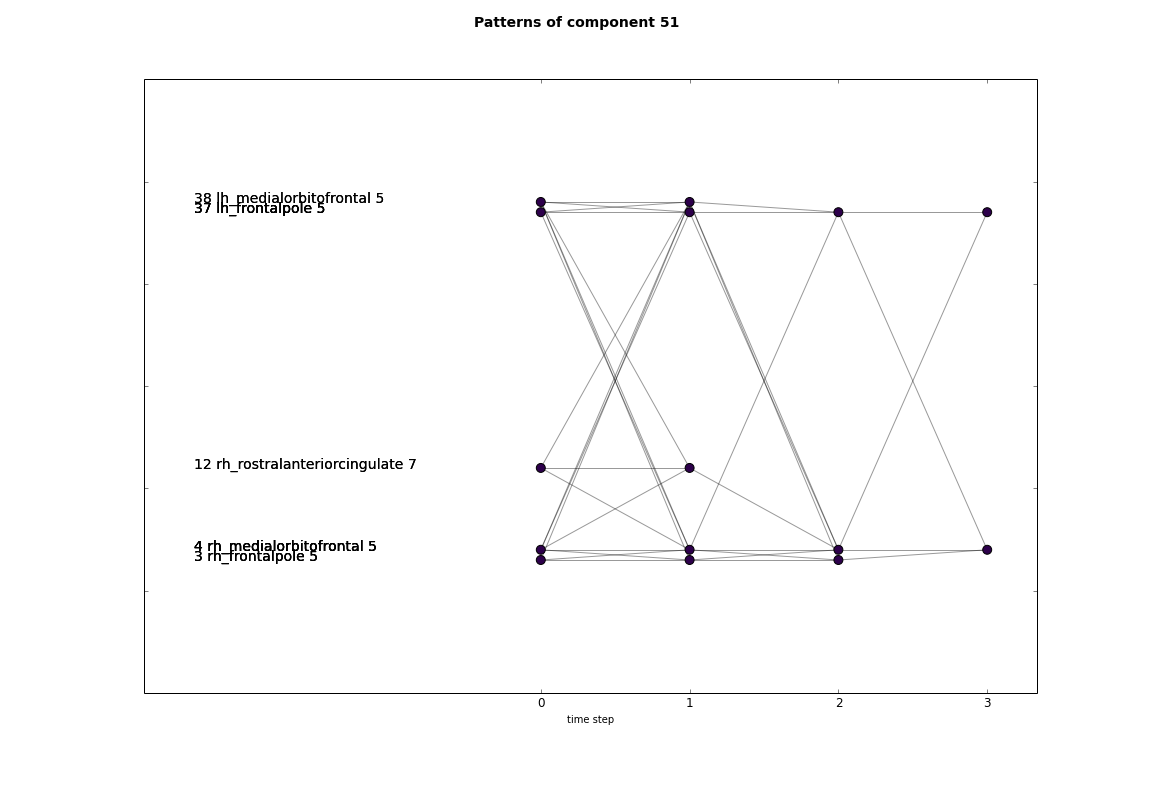 Patterns of component 51
38 lh_medialorbitofrontal 5
37 lh_frontalpole 5
12 rh_rostralanteriorcingulate 7
4 rh_medialorbitofrontal 5
3 rh_frontalpole 5
0 1 2 3
time step